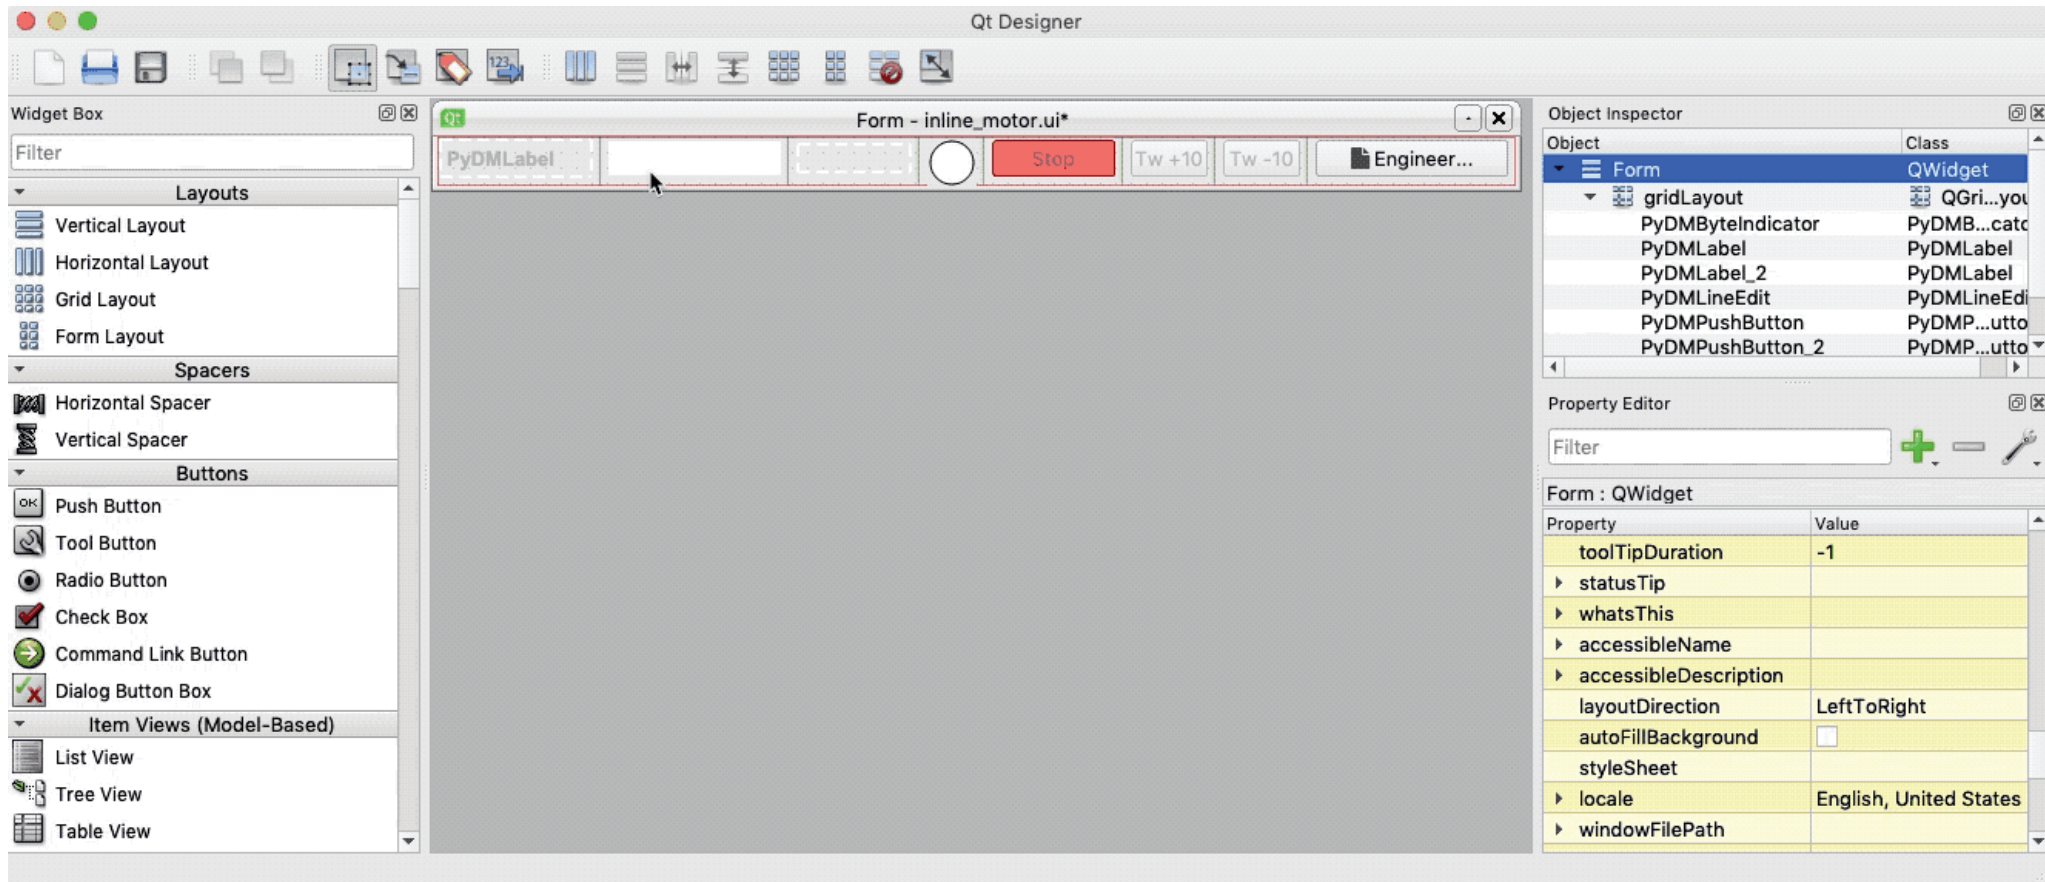 Qt Designer
Widget Box
Filter
Layouts
Vertical Layout
Horizontal Layout
Grid Layout
Form Layout
Spacers
Horizontal Spacer
Vertical Spacer
Buttons
OK Push Button
Tool Button
Radio Button
Check Box
Command Link Button
Dialog Button Box
Item Views (Model-Based)
List View
Tree View
Table View
123
Qt Form - inline_motor.ui*
PyDMLabel Stop Tw +10 Tw -10 Engineer...
Object Inspector
Object Class
Form QWidget
gridLayout QGri...you
PyDMByteIndicator PyDMB...catc
PyDMLabel PyDMLabel
PyDMLabel_2 PyDMLabel
PyDMLineEdit PyDMLineEdi
PyDMPushButton PyDMP...utto
PyDMPushButton_2 PyDMP...utto
Property Editor
Filter
Form : QWidget
Property Value
toolTipDuration -1
statusTip
whatsThis
accessibleName
accessibleDescription
layoutDirection LeftToRight
autoFillBackground
styleSheet
locale English, United States
windowFilePath